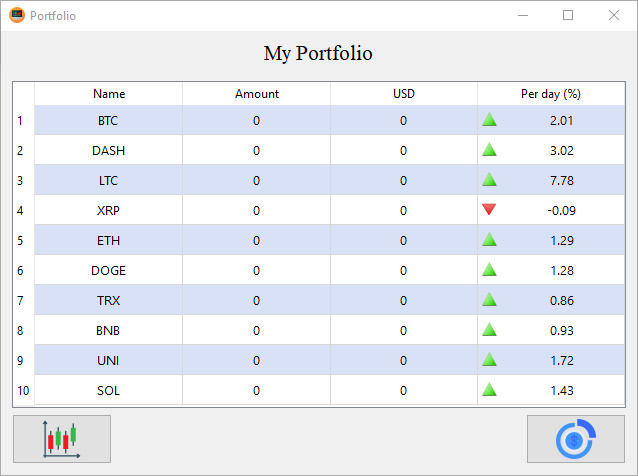 Portfolio
My Portfolio
Name Amount USD Per day (%)
1 BTC 0 0 2.01
2 DASH 0 0 3.02
3 LTC 0 0 7.78
4 XRP 0 0 -0.09
5 ETH 0 0 1.29
6 DOGE 0 0 1.28
7 TRX 0 0 0.86
8 BNB 0 0 0.93
9 UNI 0 0 1.72
10 SOL 0 0 1.43
$